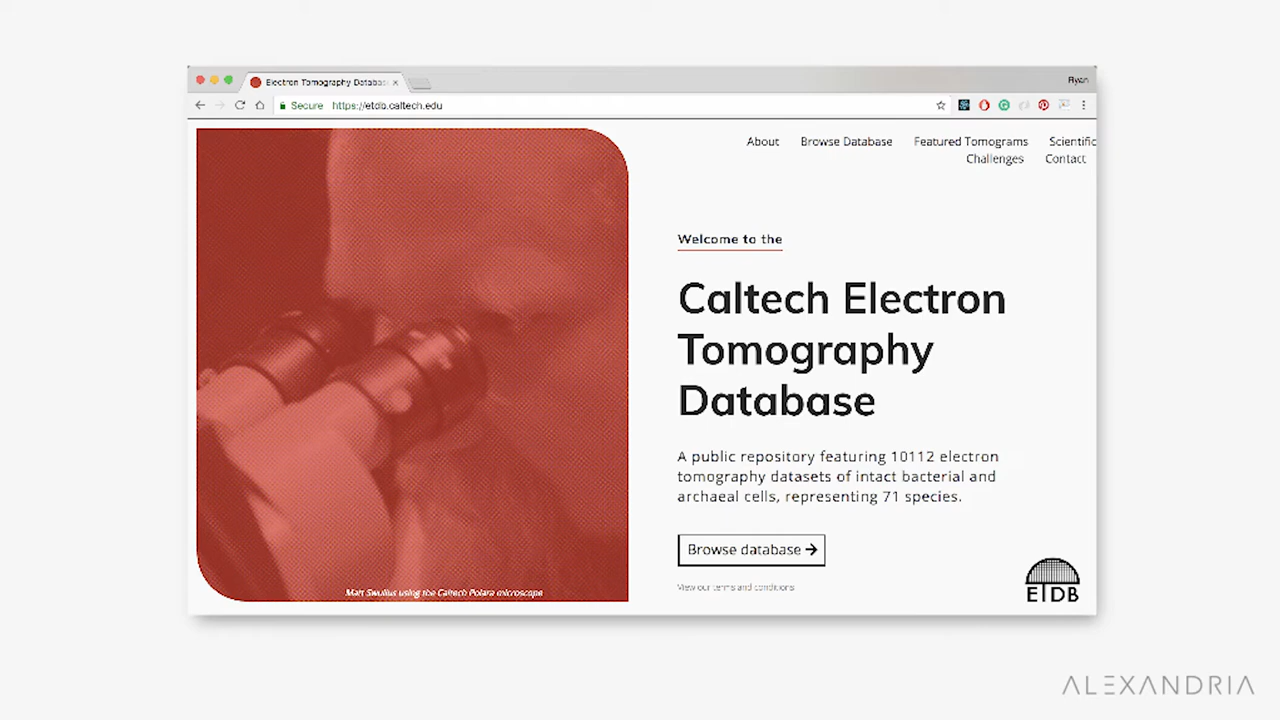 Electron Tomography Databas
Ryan
Secure https://etdb.caltech.edu
About Browse Database Featured Tomograms Scientific
Challenges Contact
Welcome to the
Caltech Electron
Tomography
Database
A public repository featuring 10112 electron
tomography datasets of intact bacterial and
archaeal cells, representing 71 species.
Browse database
View our terms and conditions
Matt Swulius using the Caltech Polara microscope
ETDB
ALEXANDRIA